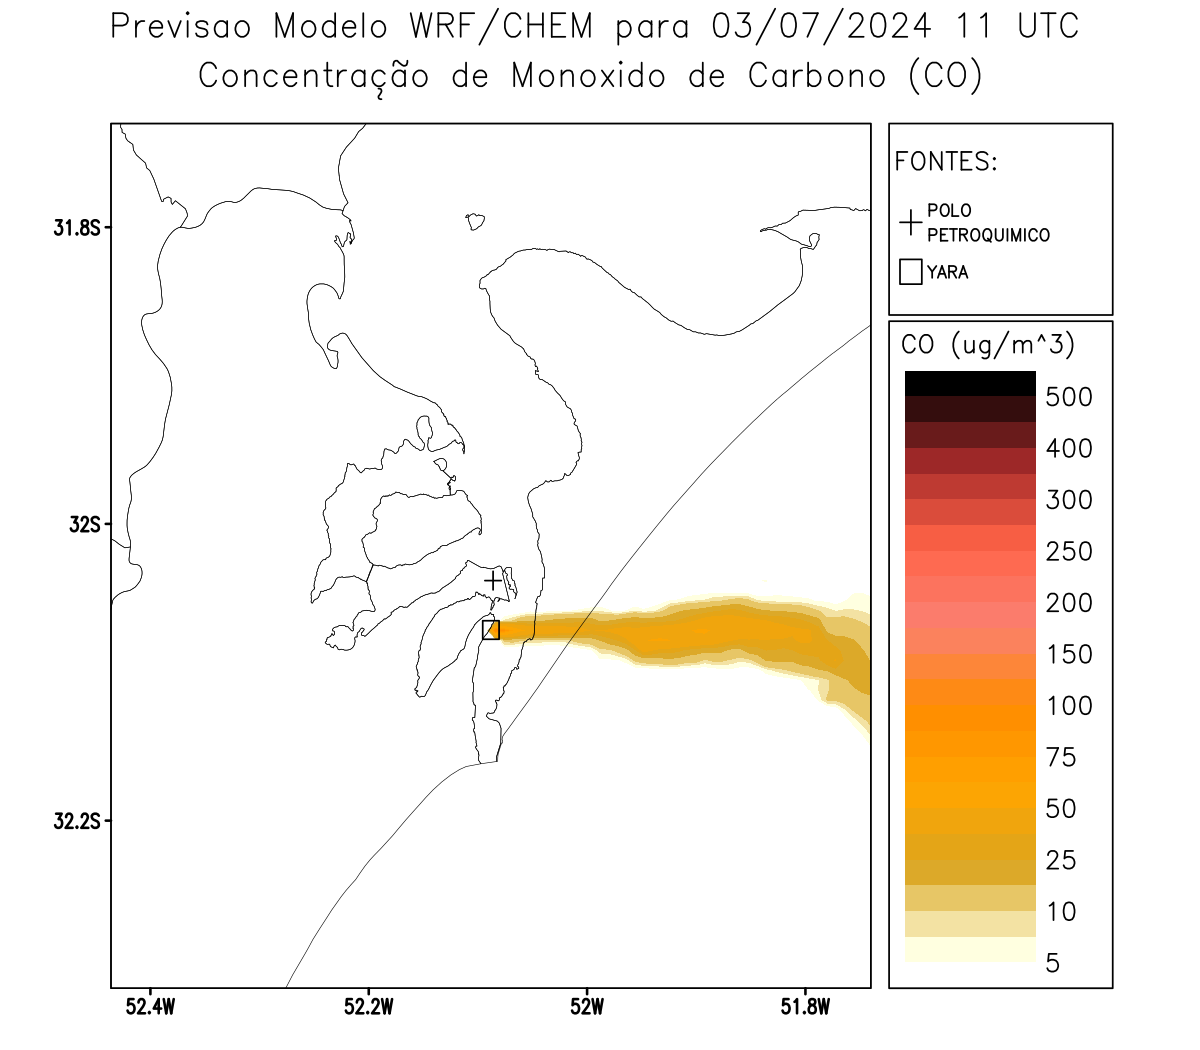 Previsao Modelo WRF/CHEM para 03/07/2024 11 UTC
Concentração de Monoxido de Carbono (CO)
FONTES:
POLO
PETROQUIMICO
YARA
CO (ug/m^3)
500
400
300
250
200
150
100
75
50
25
10
5
31.8S
32S
32.2S
52.4W
52.2W
52W
51.8W